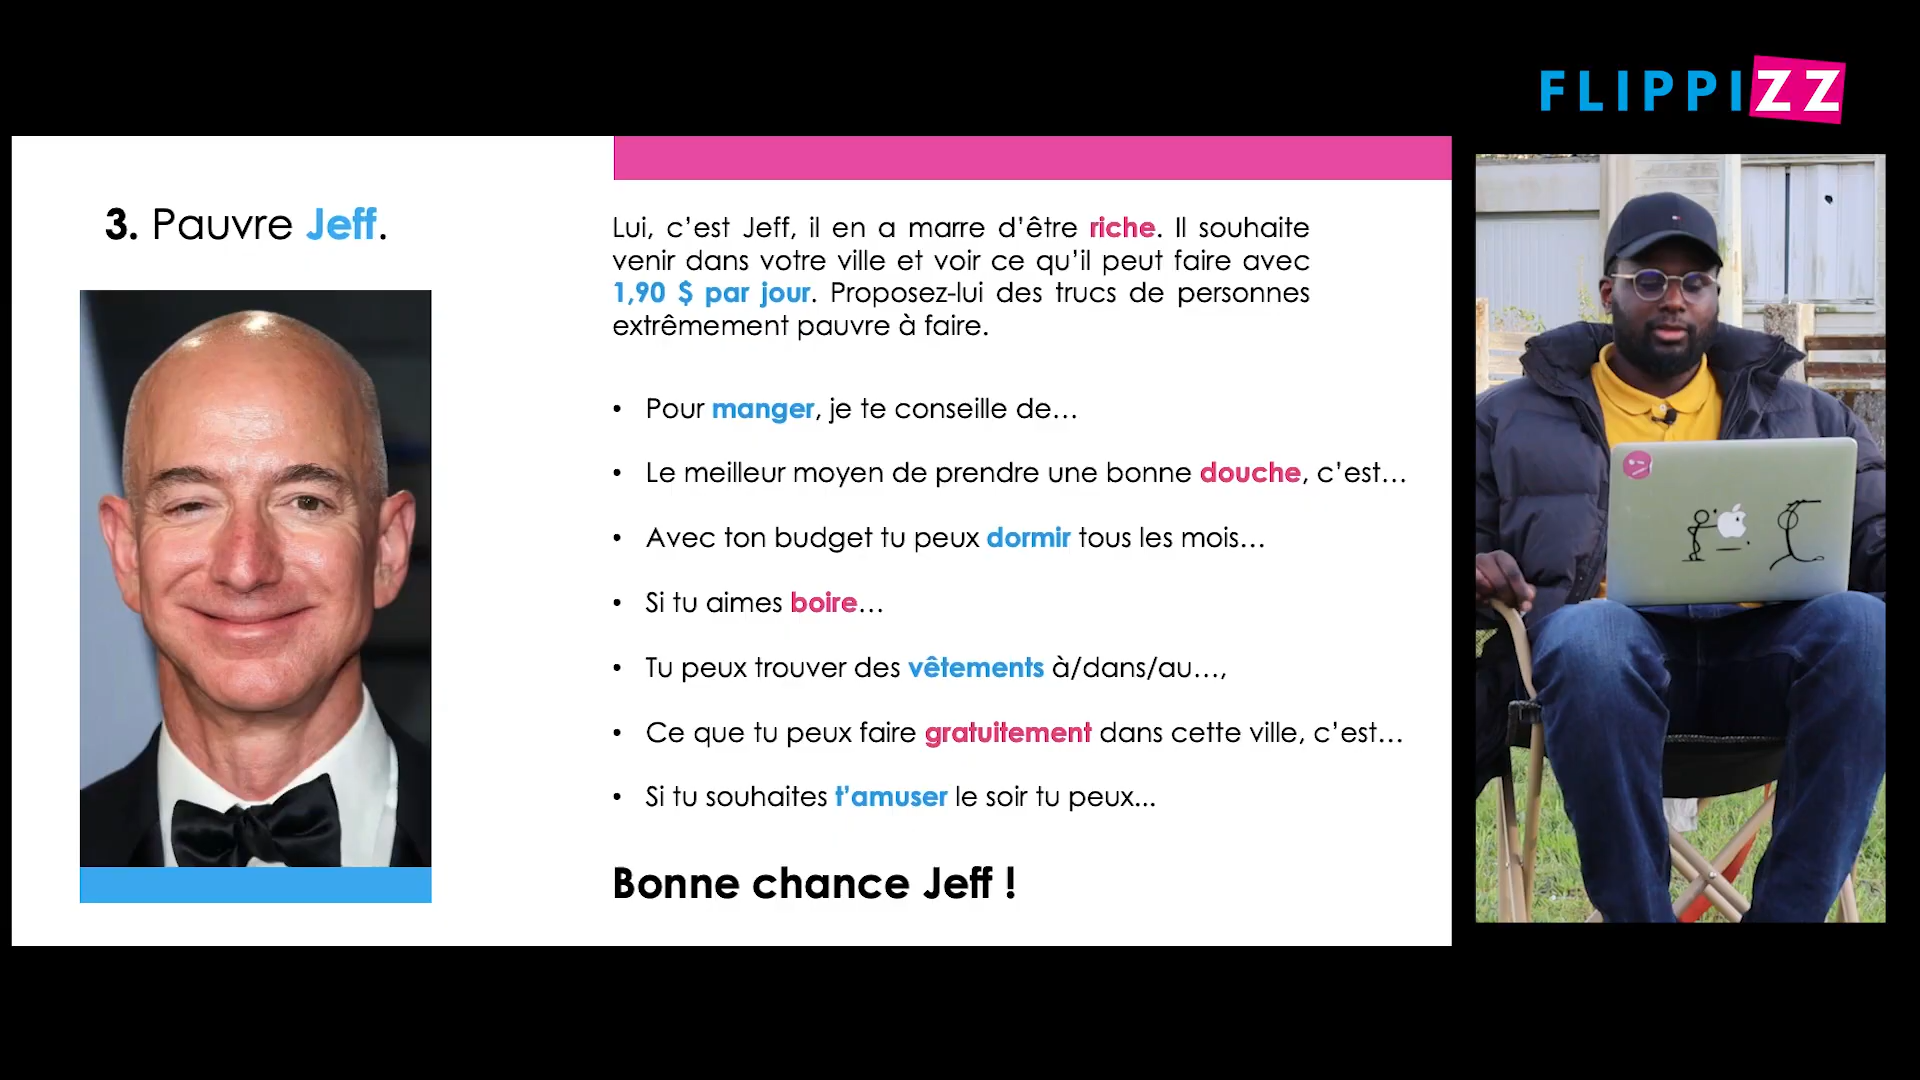 FLIPPIZZ
3. Pauvre Jeff.
Lui, c’est Jeff, il en a marre d’être riche. Il souhaite
venir dans votre ville et voir ce qu’il peut faire avec
1,90 $ par jour. Proposez-lui des trucs de personnes
extrêmement pauvre à faire.
• Pour manger, je te conseille de…
• Le meilleur moyen de prendre une bonne douche, c’est…
• Avec ton budget tu peux dormir tous les mois…
• Si tu aimes boire…
• Tu peux trouver des vêtements à/dans/au…,
• Ce que tu peux faire gratuitement dans cette ville, c’est…
• Si tu souhaites t’amuser le soir tu peux...
Bonne chance Jeff !